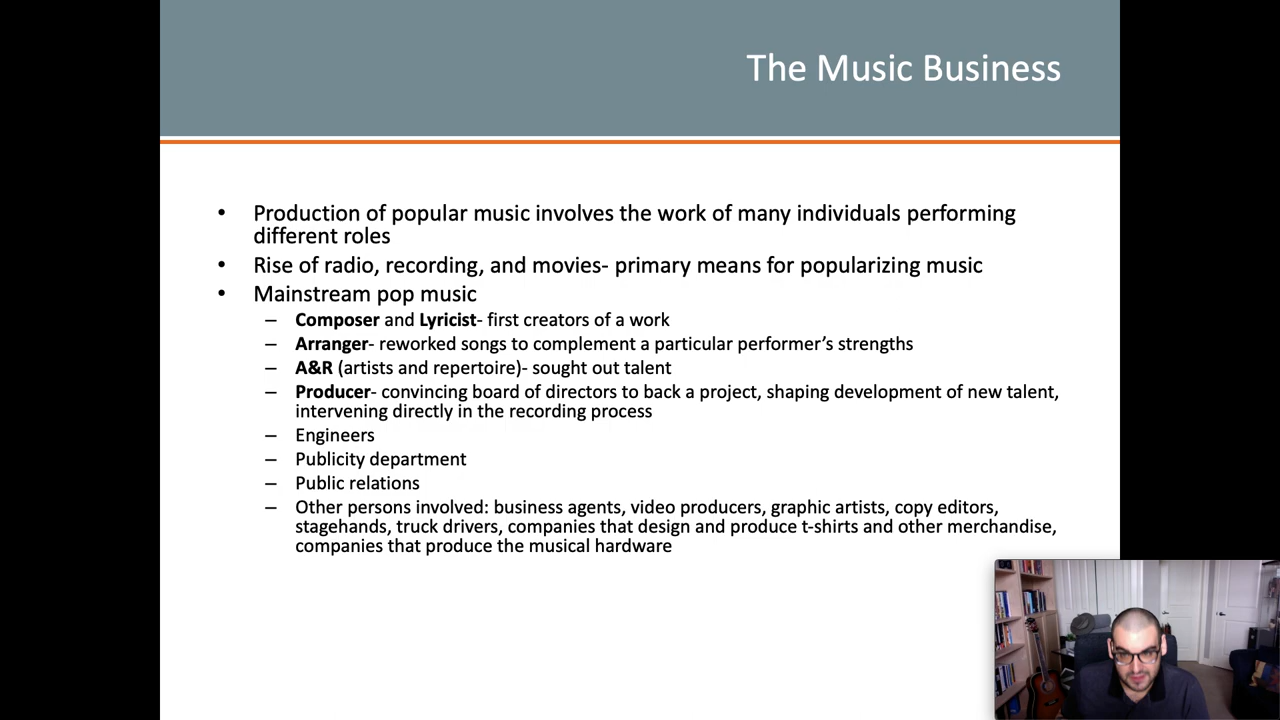 The Music Business
• Production of popular music involves the work of many individuals performing
different roles
• Rise of radio, recording, and movies- primary means for popularizing music
• Mainstream pop music
– Composer and Lyricist- first creators of a work
– Arranger- reworked songs to complement a particular performer’s strengths
– A&R (artists and repertoire)- sought out talent
– Producer- convincing board of directors to back a project, shaping development of new talent,
intervening directly in the recording process
– Engineers
– Publicity department
– Public relations
– Other persons involved: business agents, video producers, graphic artists, copy editors,
stagehands, truck drivers, companies that design and produce t-shirts and other merchandise,
companies that produce the musical hardware